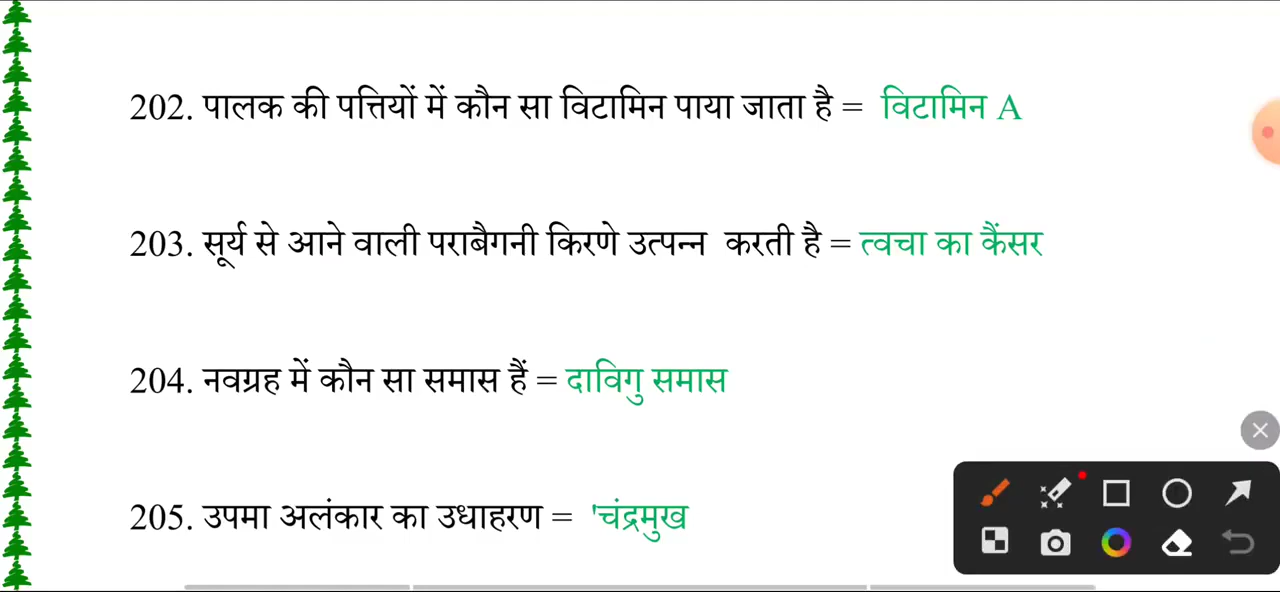 202. पालक की पत्तियों में कौन सा विटामिन पाया जाता है = विटामिन A
203. सूर्य से आने वाली पराबैगनी किरणे उत्पन्न करती है = त्वचा का कैंसर
204. नवग्रह में कौन सा समास हैं = दाविगु समास
205. उपमा अलंकार का उधाहरण = 'चंद्रमुख